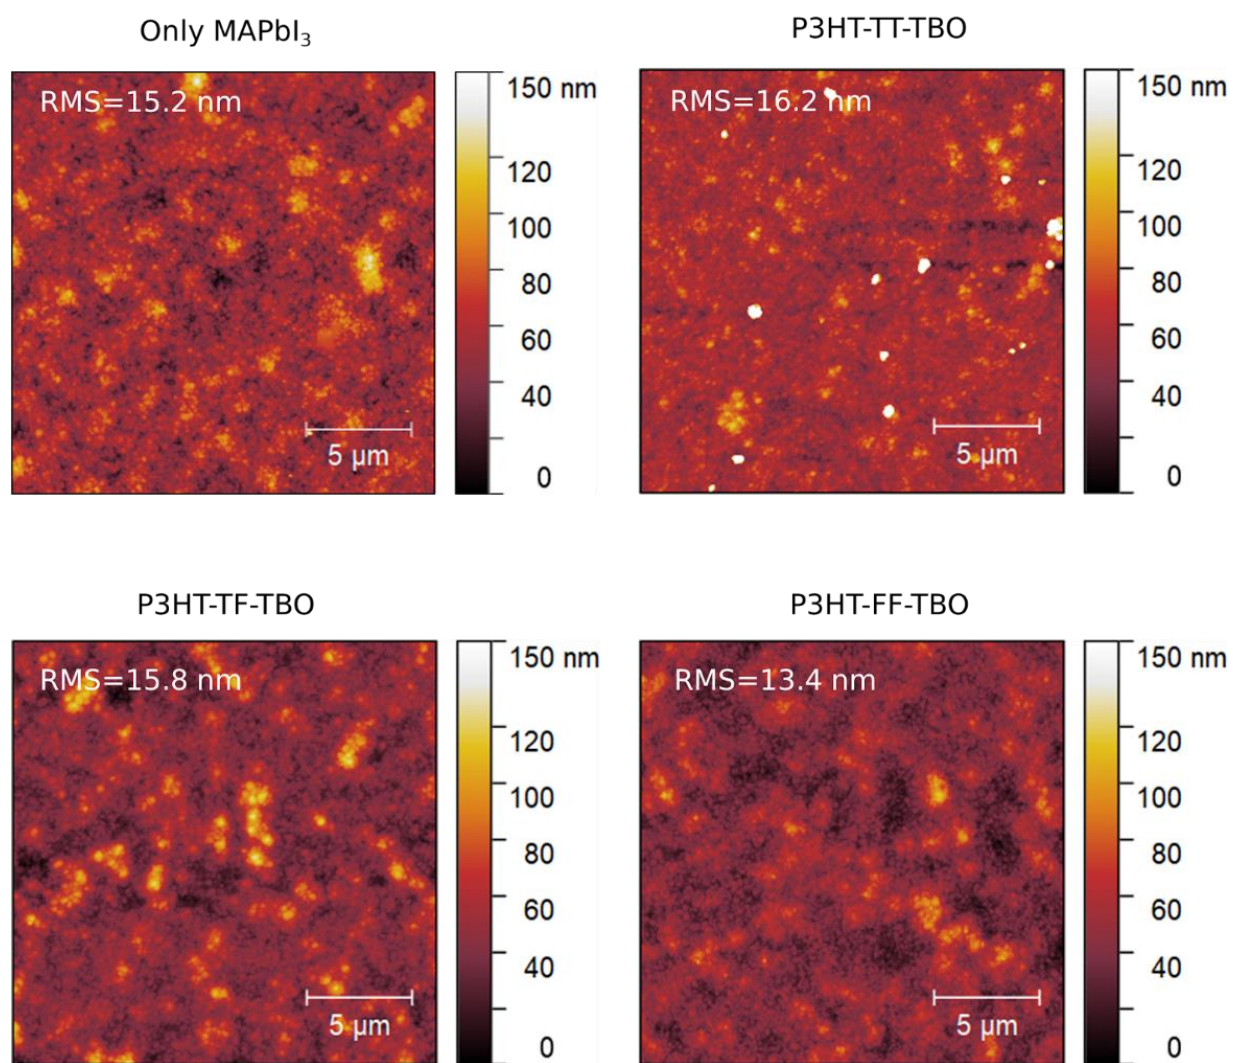 Only MAPbI₃
RMS=15.2 nm
150 nm
120
100
80
60
40
0
5 µm
P3HT-TT-TBO
RMS=16.2 nm
150 nm
120
100
80
60
40
0
5 µm
P3HT-TF-TBO
RMS=15.8 nm
150 nm
120
100
80
60
40
0
5 µm
P3HT-FF-TBO
RMS=13.4 nm
150 nm
120
100
80
60
40
0
5 µm